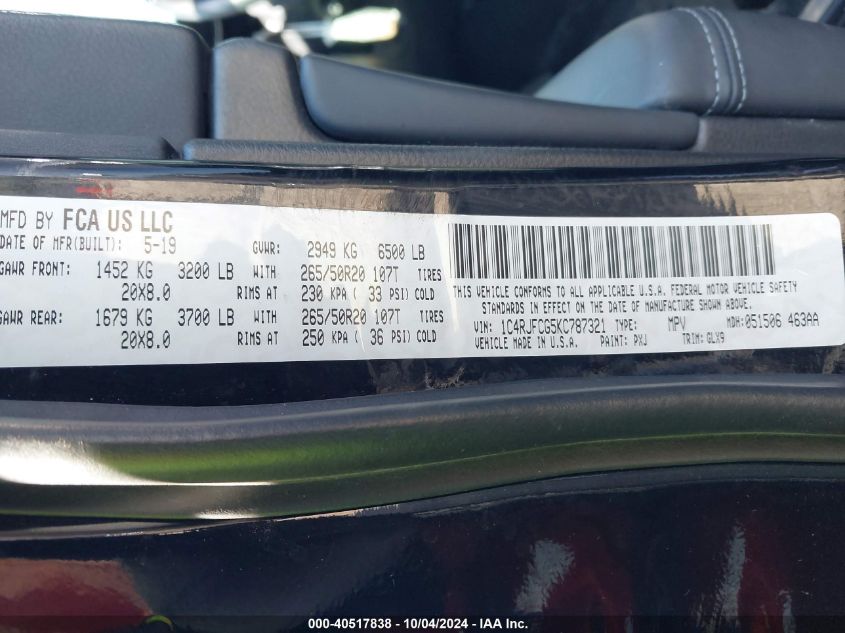 MFD BY FCA US LLC
DATE OF MFR(BUILT): 5-19 GVWR: 2949 KG 6500 LB
GAWR FRONT: 1452 KG 3200 LB WITH 265/50R20 107T TIRES
20X8.0 RIMS AT 230 KPA ( 33 PSI) COLD
GAWR REAR: 1679 KG 3700 LB WITH 265/50R20 107T TIRES
20X8.0 RIMS AT 250 KPA ( 36 PSI) COLD
THIS VEHICLE CONFORMS TO ALL APPLICABLE U.S.A. FEDERAL MOTOR VEHICLE SAFETY
STANDARDS IN EFFECT ON THE DATE OF MANUFACTURE SHOWN ABOVE.
VIN: 1C4RJFCG5KC787321 TYPE: MPV MDH: 051506 463AA
VEHICLE MADE IN U.S.A. PAINT: PXJ TRIM: GLX9
000-40517838 - 10/04/2024 - IAA Inc.